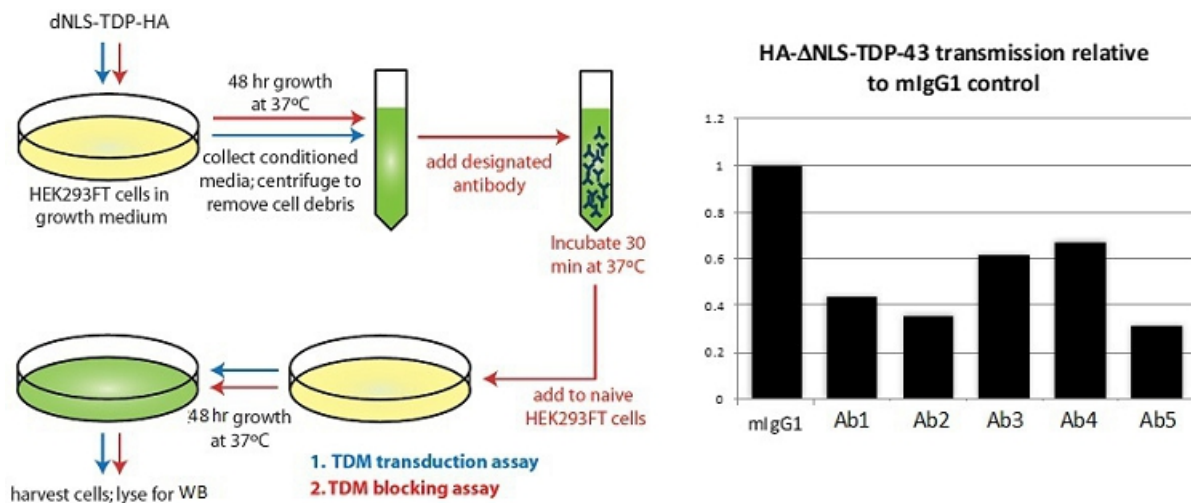 dNLS-TDP-HA
HEK293FT cells in
growth medium
48 hr growth
at 37ºC
collect conditioned
media; centrifuge to
remove cell debris
add designated
antibody
Incubate 30
min at 37ºC
add to naive
HEK293FT cells
48 hr growth
at 37ºC
harvest cells; lyse for WB
1. TDM transduction assay
2. TDM blocking assay
HA-ΔNLS-TDP-43 transmission relative
to mIgG1 control
1.2
1
0.8
0.6
0.4
0.2
0
mIgG1 Ab1 Ab2 Ab3 Ab4 Ab5